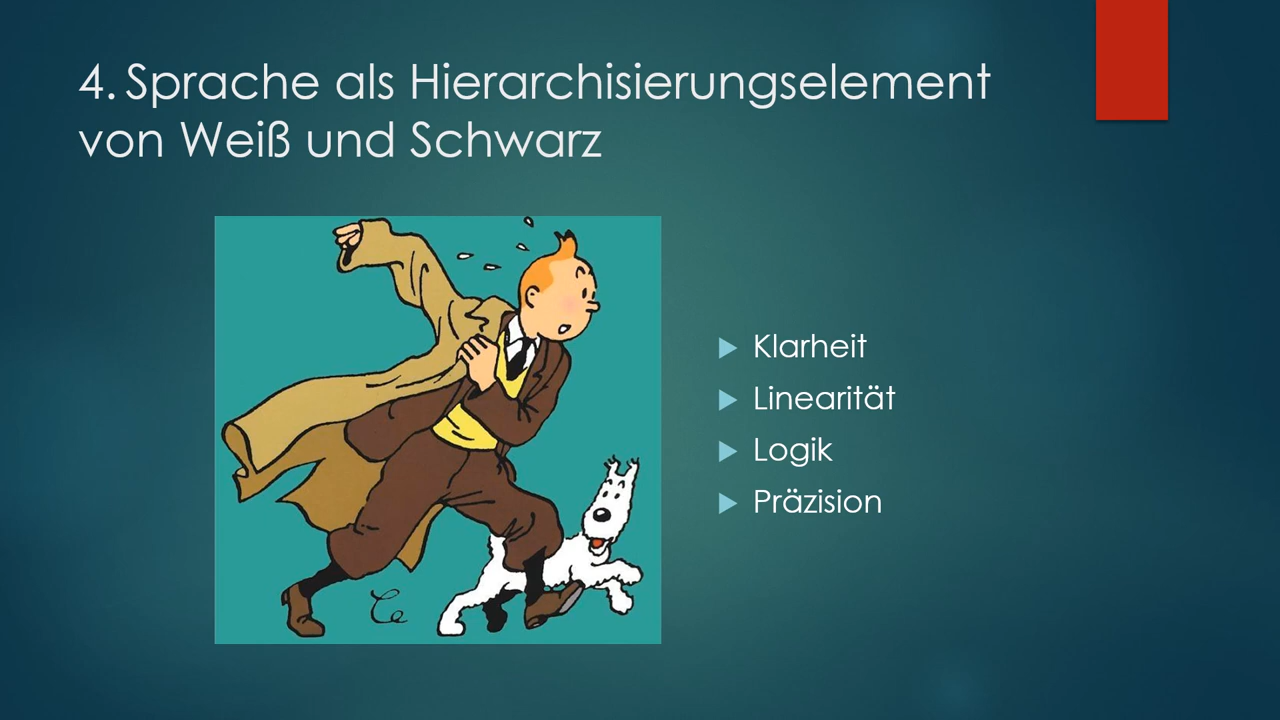 4. Sprache als Hierarchisierungselement
von Weiß und Schwarz
Klarheit
Linearität
Logik
Präzision